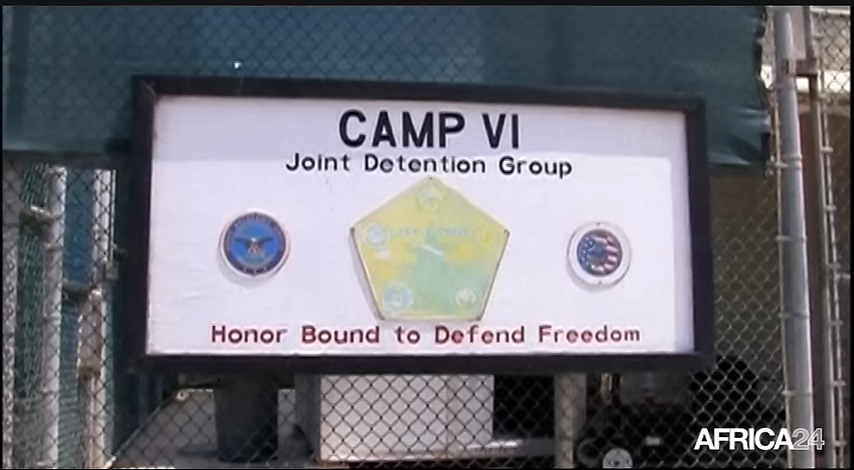 CAMP VI
Joint Detention Group
Honor Bound to Defend Freedom
AFRICA24